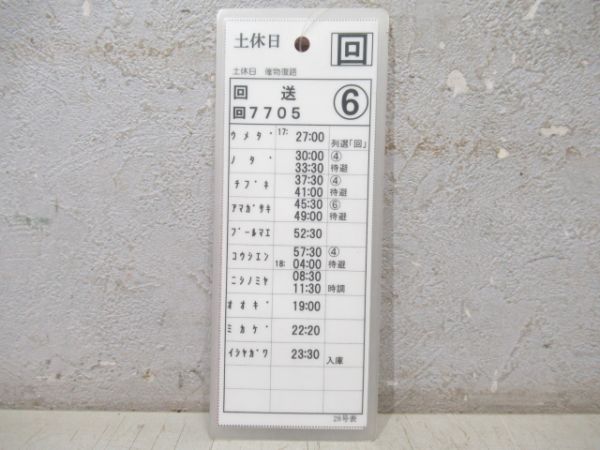 土休日 回
土休日 催物復路
回 送 ⑥
回7705
ウメダ 17: 27:00 列選「回」
ノダ 30:00 ④
33:30 待避
チブネ 37:30 ④
41:00 待避
アマガサキ 45:30 ⑥
49:00 待避
プールマエ 52:30
コウシエン 57:30 ④
18: 04:00 待避
ニシノミヤ 08:30
11:30 時調
オオギ 19:00
ミカゲ 22:20
イシヤガワ 23:30 入庫
28号表